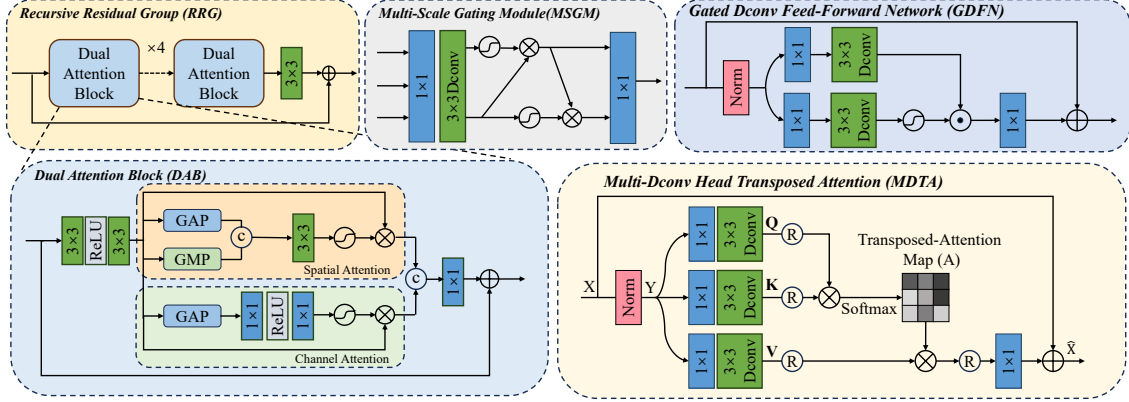 Recursive Residual Group (RRG)
Dual
Attention
Block
×4
Dual
Attention
Block
3×3
Multi-Scale Gating Module(MSGM)
1×1
3×3Dconv
1×1
Gated Dconv Feed-Forward Network (GDFN)
Norm
1×1
3×3
Dconv
1×1
3×3
Dconv
1×1
Dual Attention Block (DAB)
3×3
ReLU
3×3
GAP
GMP
c
3×3
Spatial Attention
GAP
1×1
ReLU
1×1
Channel Attention
c
1×1
Multi-Dconv Head Transposed Attention (MDTA)
X
Norm
Y
1×1
3×3
Dconv
Q
R
1×1
3×3
Dconv
K
R
1×1
3×3
Dconv
V
R
Softmax
Transposed-Attention
Map (A)
R
1×1
X̂